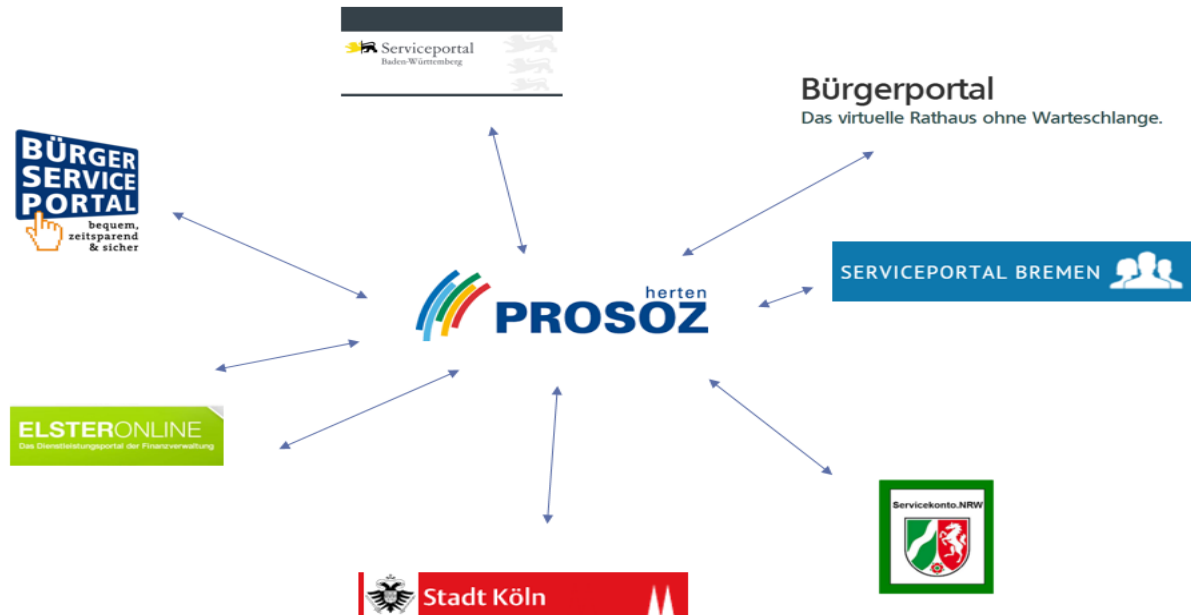 Serviceportal
Baden-Württemberg
Bürgerportal
Das virtuelle Rathaus ohne Warteschlange.
BÜRGER
SERVICE
PORTAL
bequem,
zeitsparend
& sicher
SERVICEPORTAL BREMEN
herten
PROSOZ
ELSTERONLINE
Das Dienstleistungsportal der Finanzverwaltung
Servicekonto.NRW
Stadt Köln